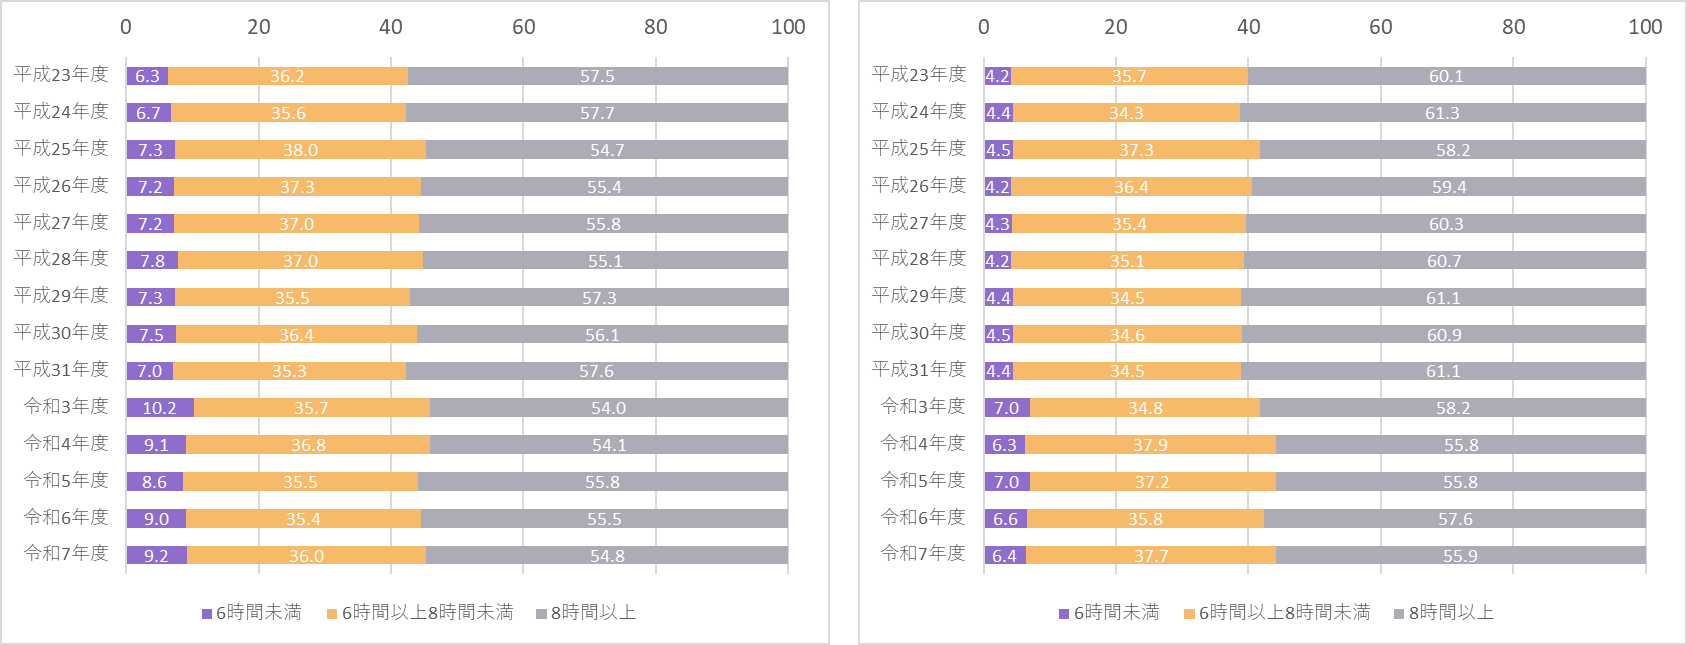 0 20 40 60 80 100
平成23年度 6.3 36.2 57.5
平成24年度 6.7 35.6 57.7
平成25年度 7.3 38.0 54.7
平成26年度 7.2 37.3 55.4
平成27年度 7.2 37.0 55.8
平成28年度 7.8 37.0 55.1
平成29年度 7.3 35.5 57.3
平成30年度 7.5 36.4 56.1
平成31年度 7.0 35.3 57.6
令和3年度 10.2 35.7 54.0
令和4年度 9.1 36.8 54.1
令和5年度 8.6 35.5 55.8
令和6年度 9.0 35.4 55.5
令和7年度 9.2 36.0 54.8
6時間未満 6時間以上8時間未満 8時間以上
0 20 40 60 80 100
平成23年度 4.2 35.7 60.1
平成24年度 4.4 34.3 61.3
平成25年度 4.5 37.3 58.2
平成26年度 4.2 36.4 59.4
平成27年度 4.3 35.4 60.3
平成28年度 4.2 35.1 60.7
平成29年度 4.4 34.5 61.1
平成30年度 4.5 34.6 60.9
平成31年度 4.4 34.5 61.1
令和3年度 7.0 34.8 58.2
令和4年度 6.3 37.9 55.8
令和5年度 7.0 37.2 55.8
令和6年度 6.6 35.8 57.6
令和7年度 6.4 37.7 55.9
6時間未満 6時間以上8時間未満 8時間以上